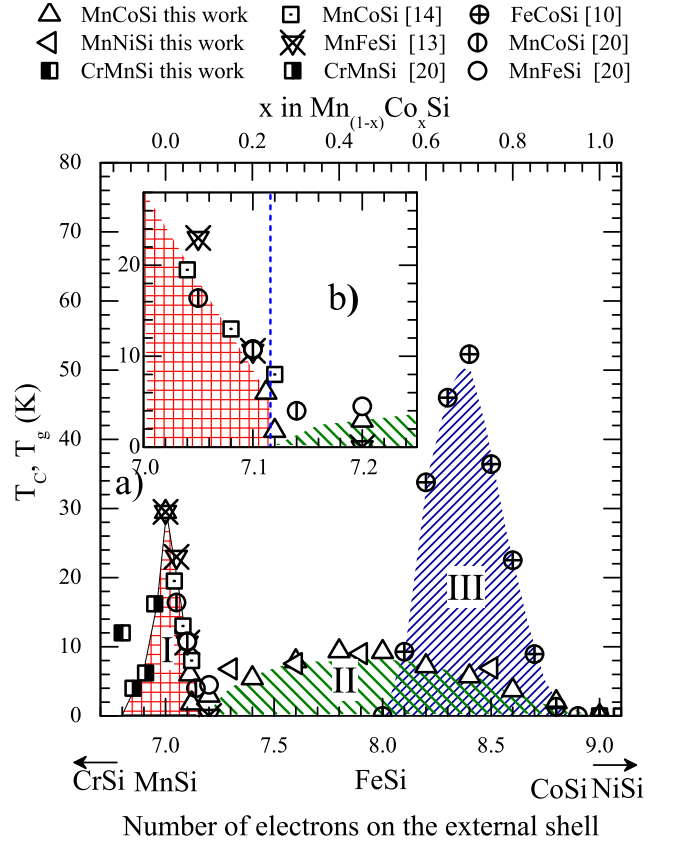 MnCoSi this work MnCoSi [14] FeCoSi [10]
MnNiSi this work MnFeSi [13] MnCoSi [20]
CrMnSi this work CrMnSi [20] MnFeSi [20]
x in Mn(1-x)CoxSi
0.0 0.2 0.4 0.6 0.8 1.0
80
70
60
50
40
30
20
10
0
TC, Tg (K)
20
10
0
7.0 7.1 7.2
b)
a)
I
II
III
7.0 7.5 8.0 8.5 9.0
CrSi MnSi FeSi CoSi NiSi
Number of electrons on the external shell